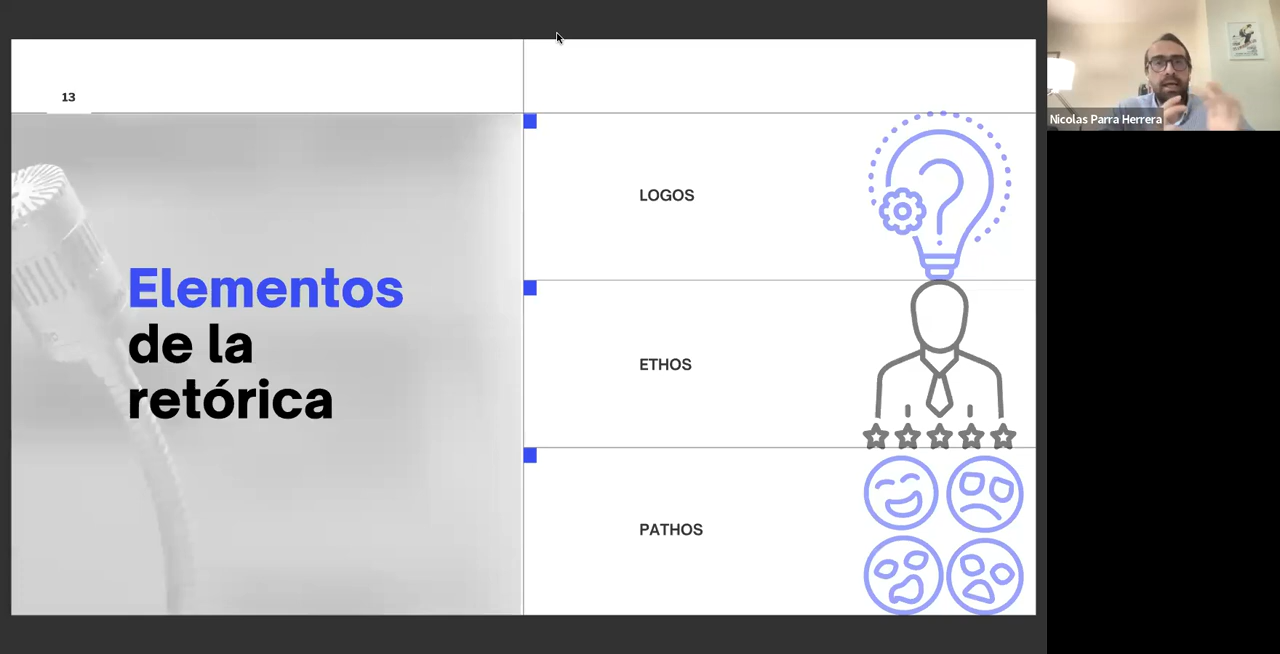 13
Elementos
de la
retórica
LOGOS
ETHOS
PATHOS
Nicolas Parra Herrera